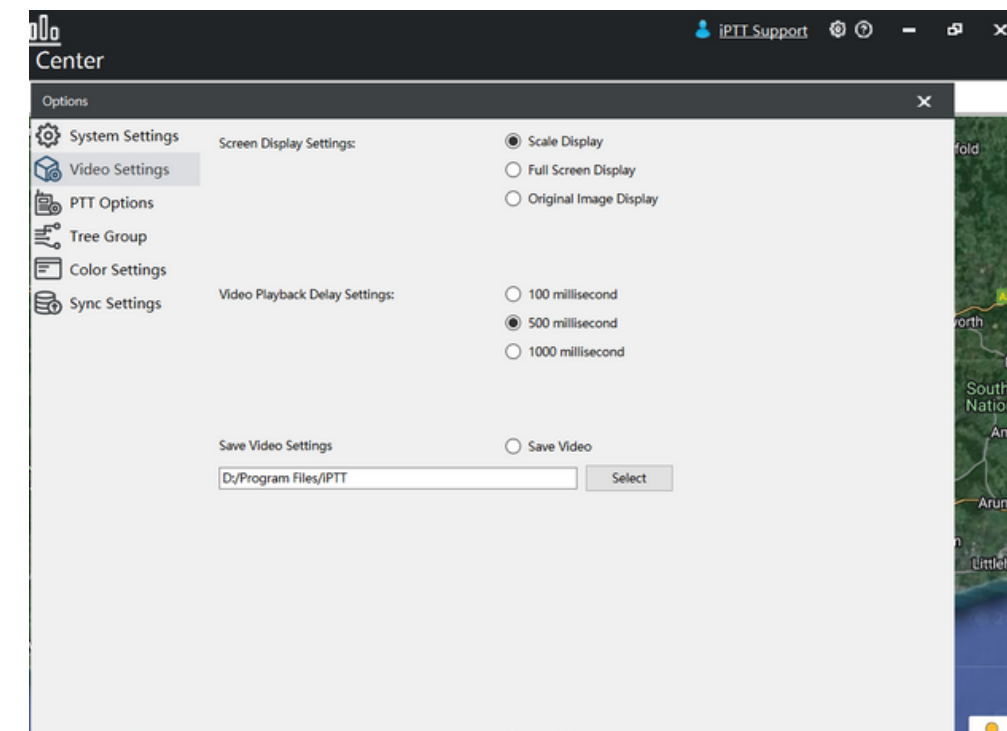 iPTT Support
Center
Options
System Settings
Video Settings
PTT Options
Tree Group
Color Settings
Sync Settings
Screen Display Settings:
Scale Display
Full Screen Display
Original Image Display
Video Playback Delay Settings:
100 millisecond
500 millisecond
1000 millisecond
Save Video Settings
Save Video
D:/Program Files/iPTT
Select
fold
orth
South
Natio
Arun
Little